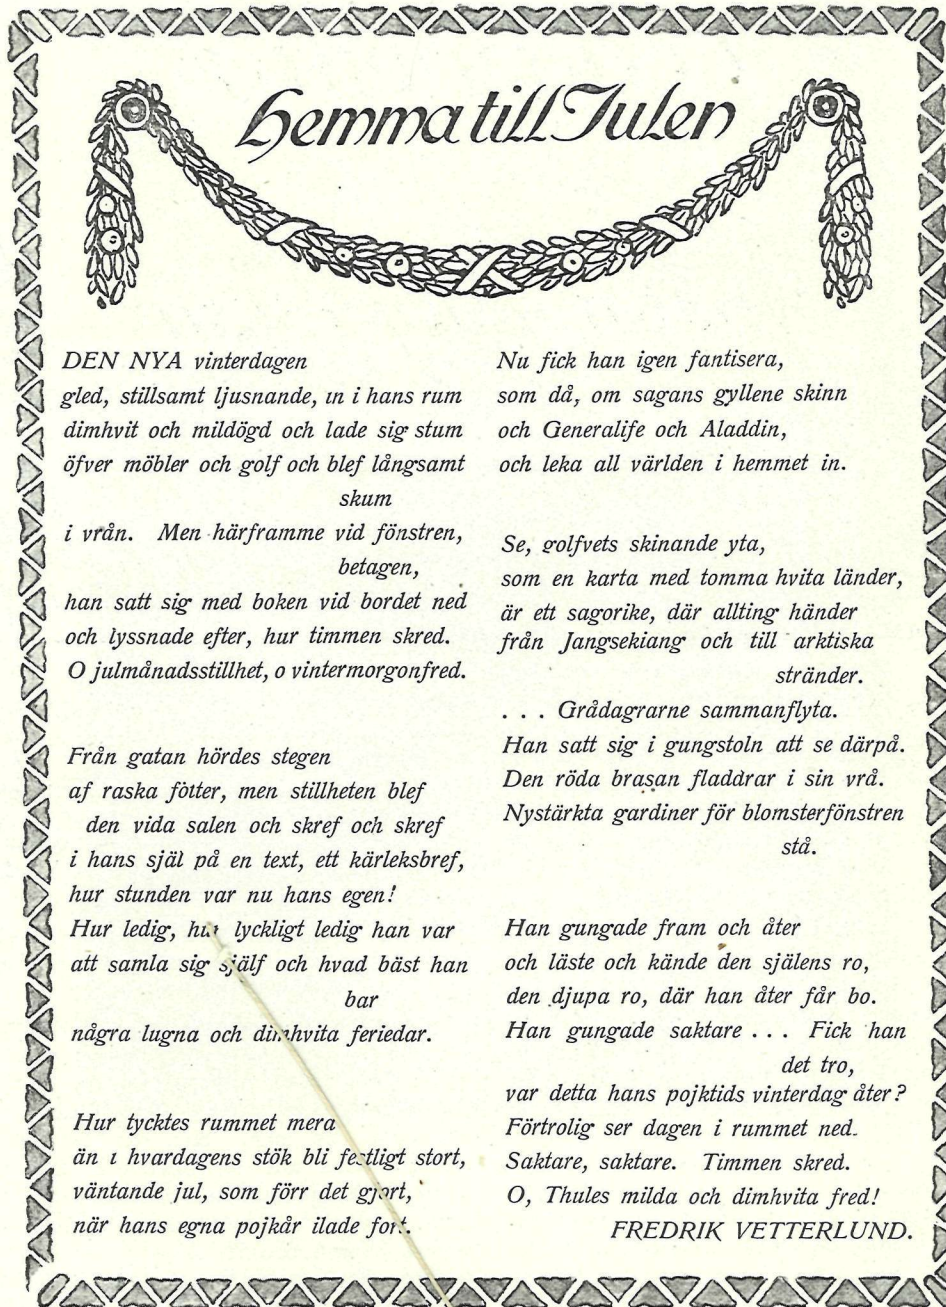 Hemma till Julen
DEN NYA vinterdagen
gled, stillsamt ljusnande, in i hans rum
dimhvit och mildögd och lade sig stum
öfver möbler och golf och blef långsamt
skum
i vrån. Men härframme vid fönstren,
betagen,
han satt sig med boken vid bordet ned
och lyssnade efter, hur timmen skred.
O julmånadsstillhet, o vintermorgonfred.
Från gatan hördes stegen
af raska fötter, men stillheten blef
den vida salen och skref och skref
i hans själ på en text, ett kärleksbref,
hur stunden var nu hans egen!
Hur ledig, hur lyckligt ledig han var
att samla sig själf och hvad bäst han
bar
några lugna och dimhvita feriedar.
Hur tycktes rummet mera
än i hvardagens stök bli festligt stort,
väntande jul, som förr det gjort,
när hans egna pojkår ilade fort.
Nu fick han igen fantisera,
som då, om sagans gyllene skinn
och Generalife och Aladdin,
och leka all världen i hemmet in.
Se, golfvets skinande yta,
som en karta med tomma hvita länder,
är ett sagorike, där allting händer
från Jangsekiang och till arktiska
stränder.
. . . Grådagrarne sammanflyta.
Han satt sig i gungstoln att se därpå.
Den röda brasan fladdrar i sin vrå.
Nystärkta gardiner för blomsterfönstren
stå.
Han gungade fram och åter
och läste och kände den själens ro,
den djupa ro, där han åter får bo.
Han gungade saktare . . . Fick han
det tro,
var detta hans pojktids vinterdag åter?
Förtrolig ser dagen i rummet ned.
Saktare, saktare. Timmen skred.
O, Thules milda och dimhvita fred!
FREDRIK VETTERLUND.